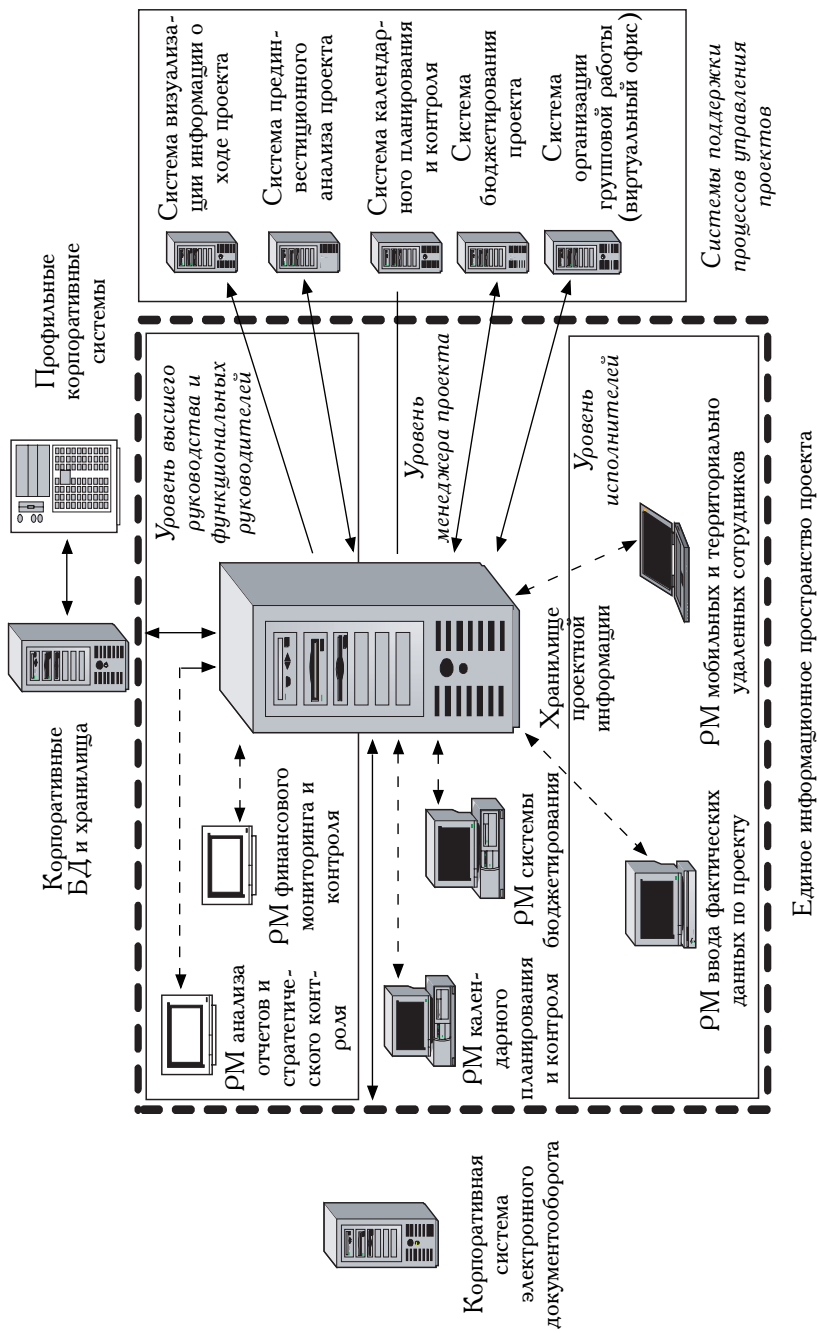 Профильные
корпоративные
системы
Корпоративные
БД и хранилища
Корпоративная
система
электронного
документооборота
Уровень высшего
руководства и
функциональных
руководителей
РМ анализа
отчетов и
стратегиче-
ского конт-
роля
РМ финансового
мониторинга и
контроля
Уровень
менеджера проекта
РМ кален-
дарного
планирования
и контроля
РМ системы
бюджетирования
Хранилище
проектной
информации
Уровень
исполнителей
РМ ввода фактических
данных по проекту
РМ мобильных и территориально
удаленных сотрудников
Единое информационное пространство проекта
Система визуализа-
ции информации о
ходе проекта
Система предин-
вестиционного
анализа проекта
Система календар-
ного планирования
и контроля
Система
бюджетирования
проекта
Система
организации
групповой работы
(виртуальный офис)
Системы поддержки
процессов управления
проектов